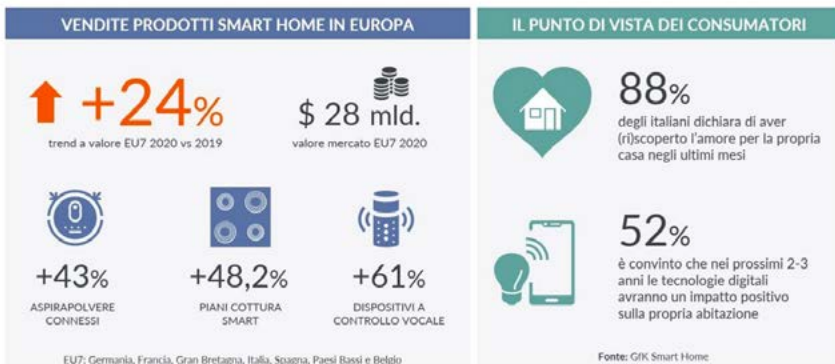 VENDITE PRODOTTI SMART HOME IN EUROPA
+24%
trend a valore EU7 2020 vs 2019
$ 28 mld.
valore mercato EU7 2020
+43%
ASPIRAPOLVERE
CONNESSI
+48,2%
PIANI COTTURA
SMART
+61%
DISPOSITIVI A
CONTROLLO VOCALE
EU7: Germania, Francia, Gran Bretagna, Italia, Spagna, Paesi Bassi e Belgio
IL PUNTO DI VISTA DEI CONSUMATORI
88%
degli italiani dichiara di aver
(ri)scoperto l'amore per la propria
casa negli ultimi mesi
52%
è convinto che nei prossimi 2-3
anni le tecnologie digitali
avranno un impatto positivo
sulla propria abitazione
Fonte: GfK Smart Home